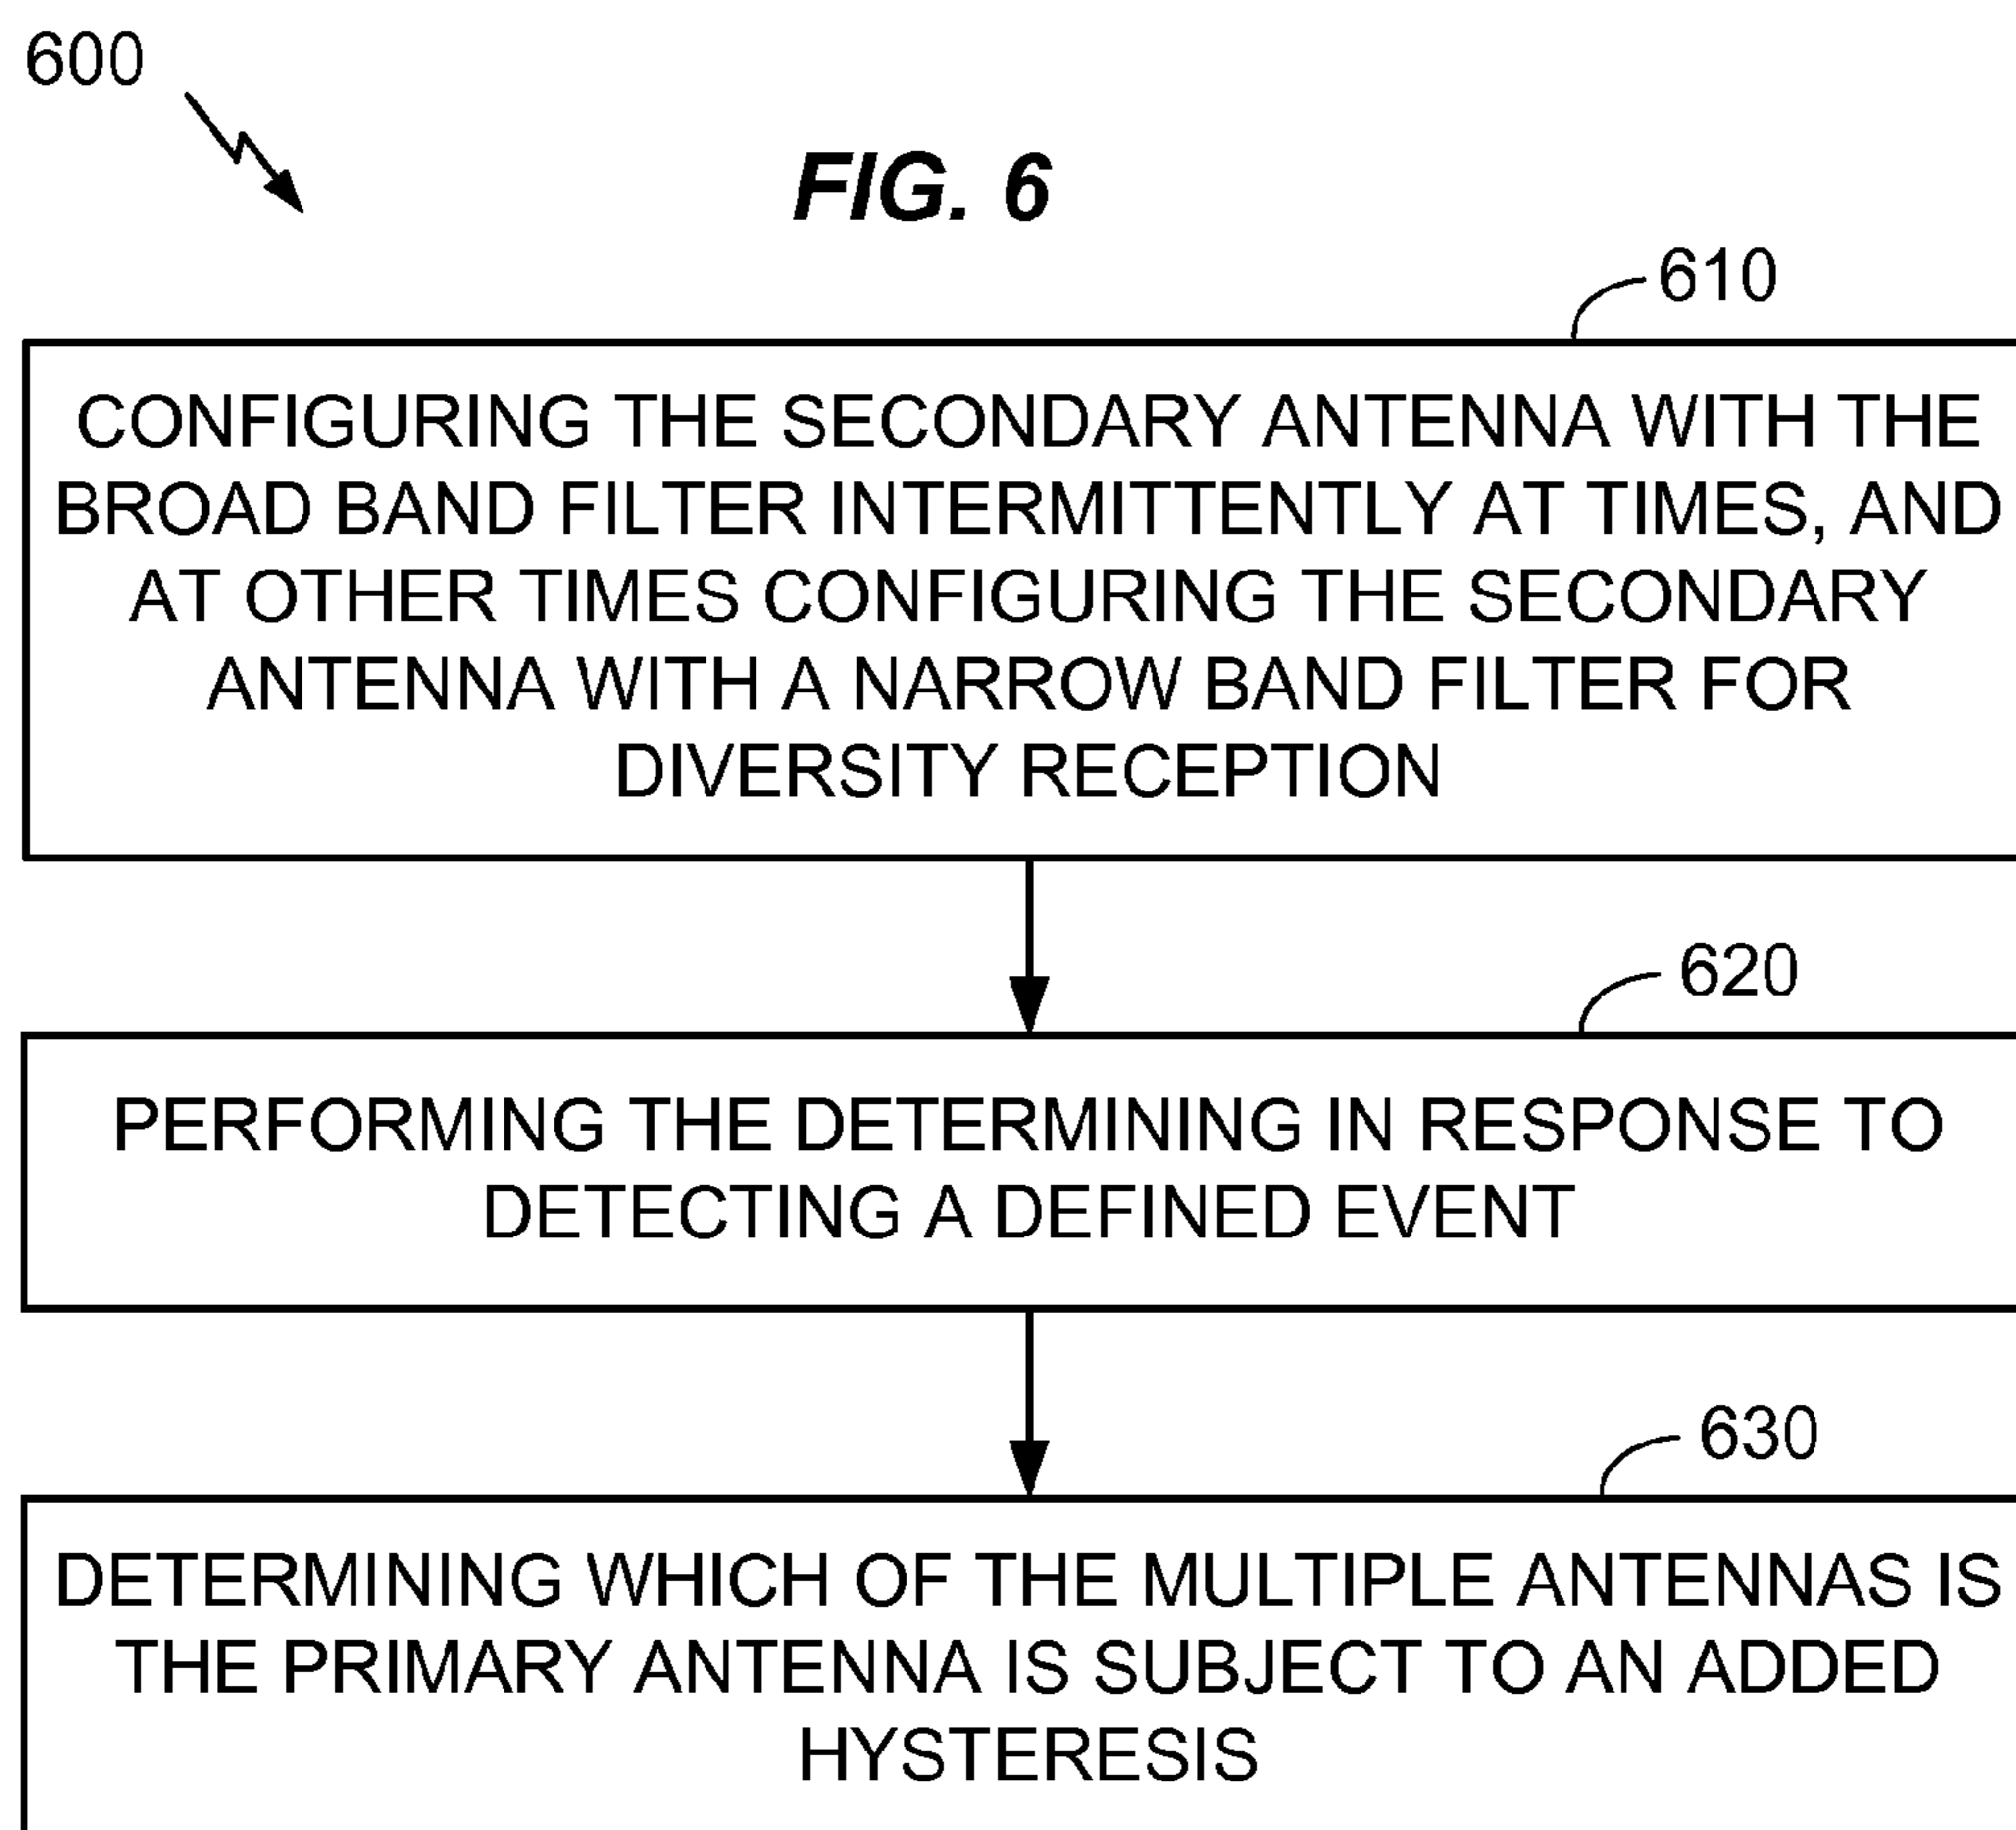 600
FIG. 6
610
CONFIGURING THE SECONDARY ANTENNA WITH THE
BROAD BAND FILTER INTERMITTENTLY AT TIMES, AND
AT OTHER TIMES CONFIGURING THE SECONDARY
ANTENNA WITH A NARROW BAND FILTER FOR
DIVERSITY RECEPTION
620
PERFORMING THE DETERMINING IN RESPONSE TO
DETECTING A DEFINED EVENT
630
DETERMINING WHICH OF THE MULTIPLE ANTENNAS IS
THE PRIMARY ANTENNA IS SUBJECT TO AN ADDED
HYSTERESIS